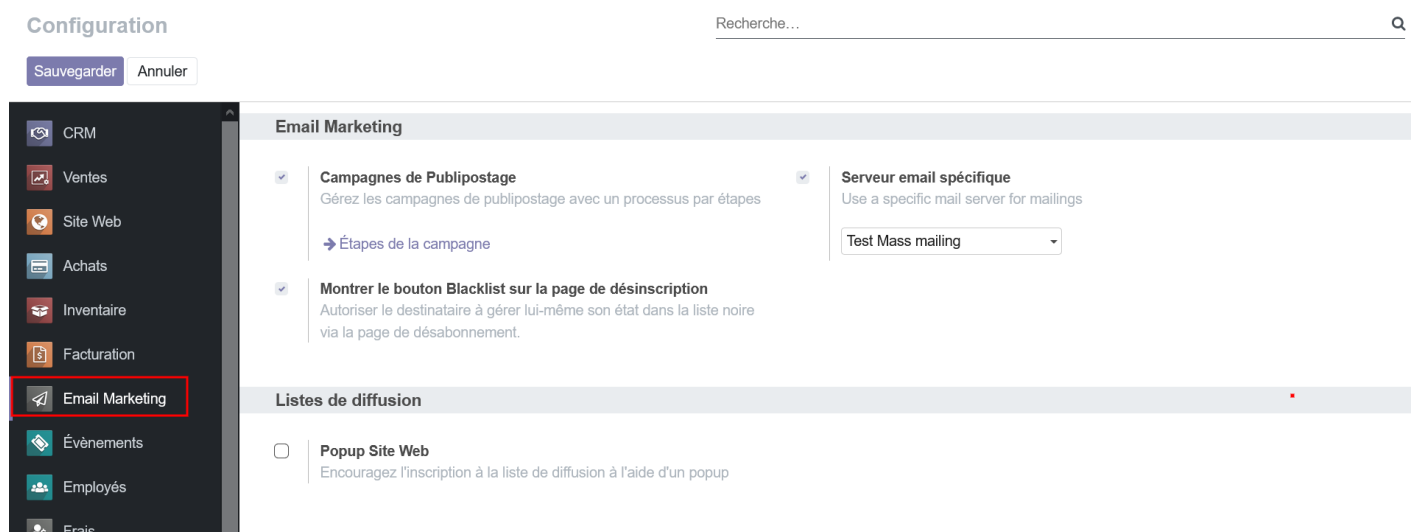 Configuration
Recherche...
Sauvegarder Annuler
CRM
Ventes
Site Web
Achats
Inventaire
Facturation
Email Marketing
Évènements
Employés
Frais
Email Marketing
Campagnes de Publipostage
Gérez les campagnes de publipostage avec un processus par étapes
Étapes de la campagne
Serveur email spécifique
Use a specific mail server for mailings
Test Mass mailing
Montrer le bouton Blacklist sur la page de désinscription
Autoriser le destinataire à gérer lui-même son état dans la liste noire
via la page de désabonnement.
Listes de diffusion
Popup Site Web
Encouragez l'inscription à la liste de diffusion à l'aide d'un popup